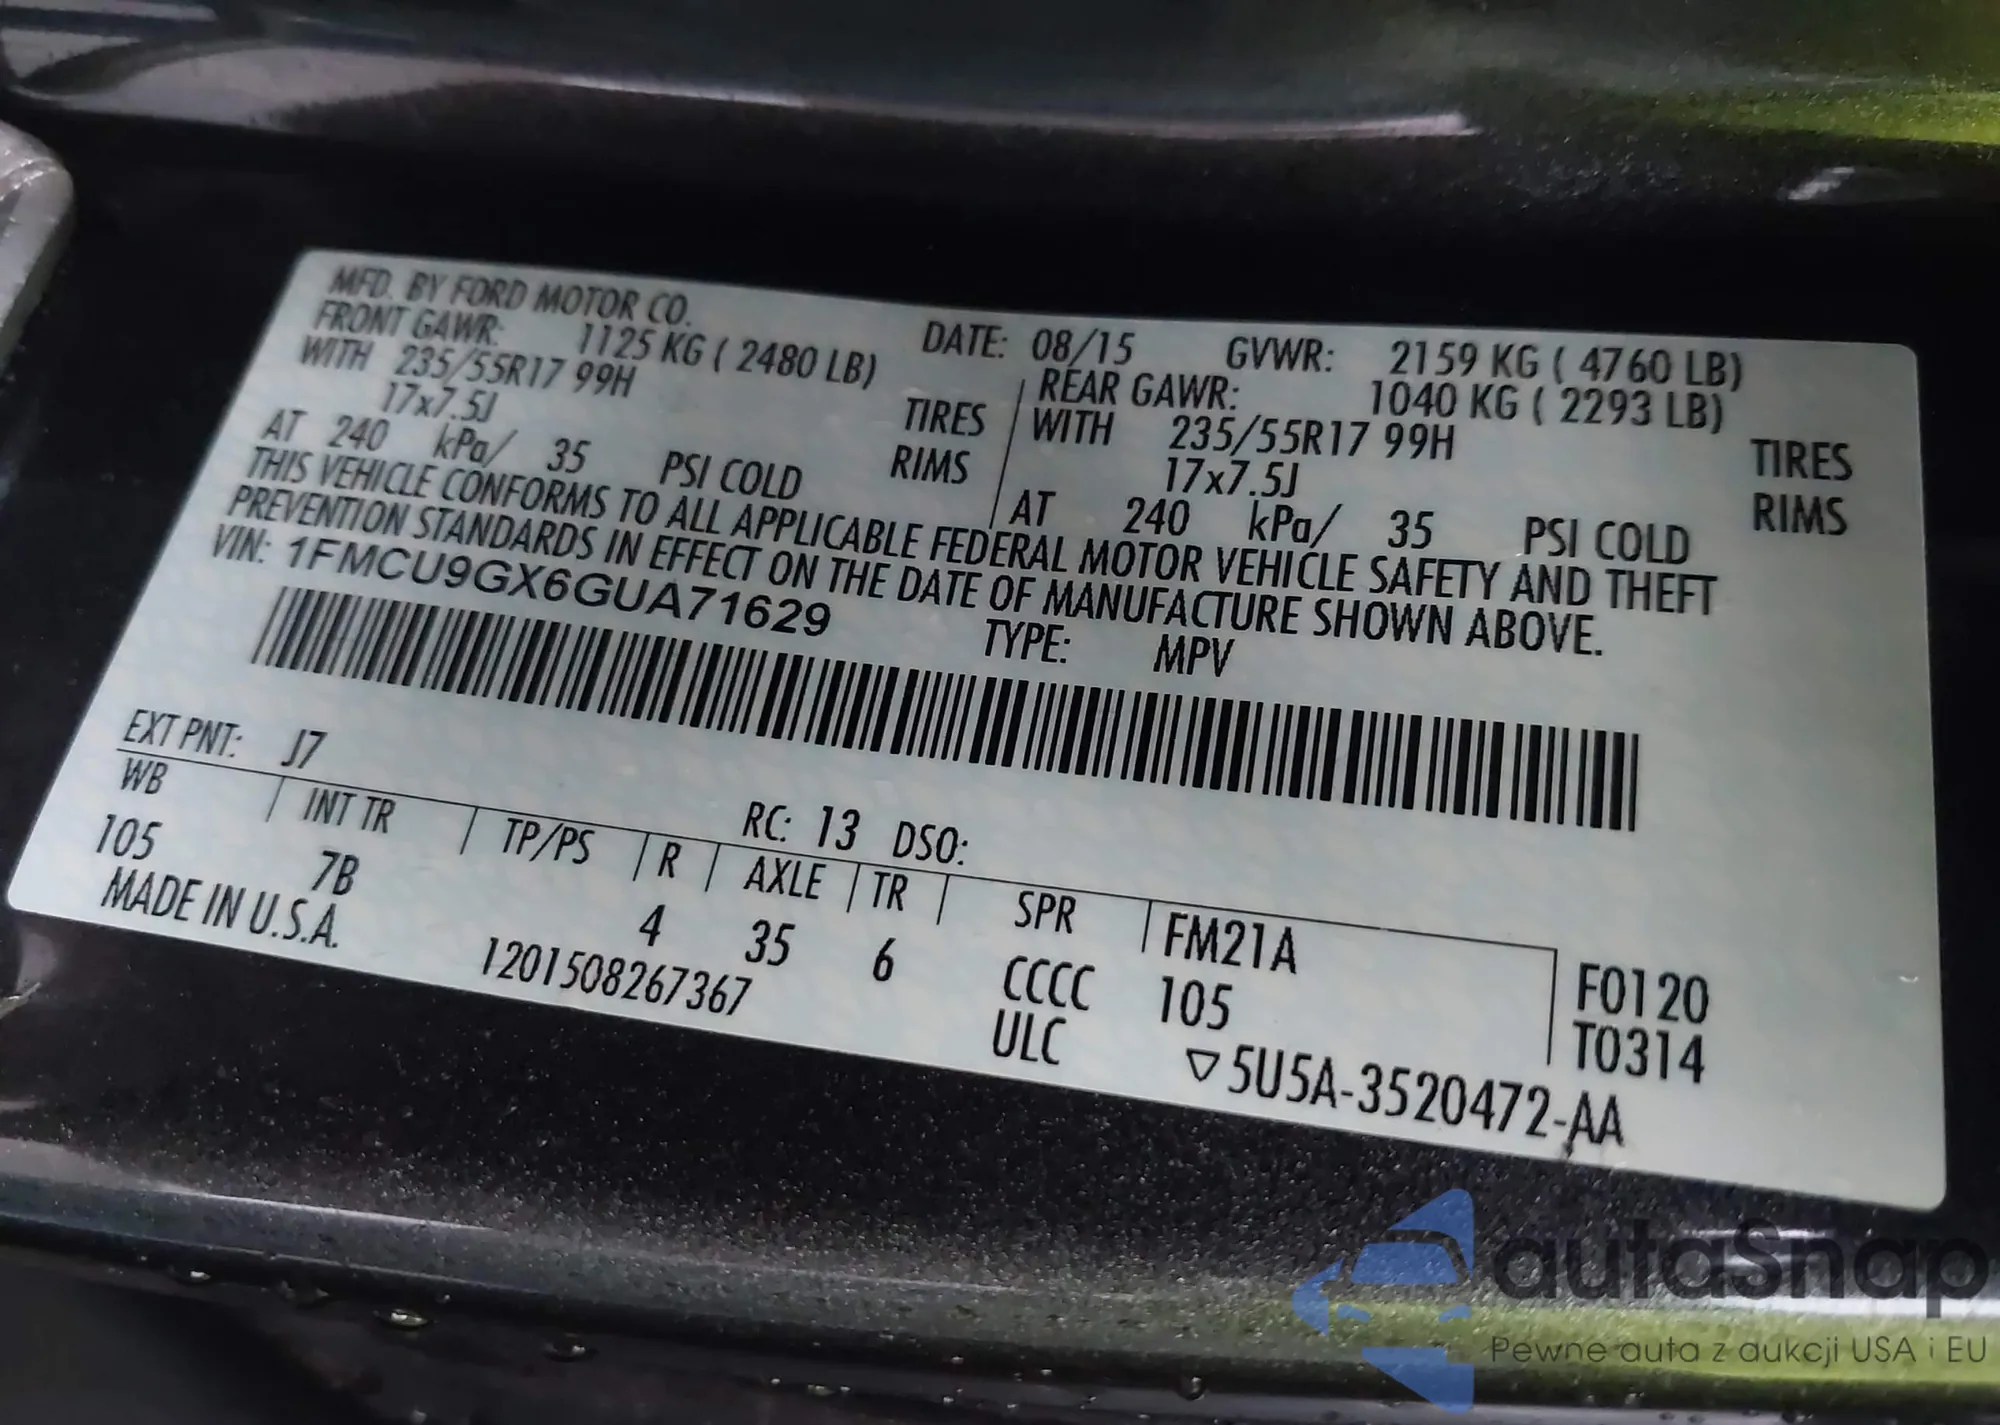 MFD. BY FORD MOTOR CO.
DATE: 08/15 GVWR: 2159 KG ( 4760 LB)
FRONT GAWR: 1125 KG ( 2480 LB) REAR GAWR: 1040 KG ( 2293 LB)
WITH 235/55R17 99H TIRES WITH 235/55R17 99H TIRES
17x7.5J RIMS 17x7.5J RIMS
AT 240 kPa/ 35 PSI COLD AT 240 kPa/ 35 PSI COLD
THIS VEHICLE CONFORMS TO ALL APPLICABLE FEDERAL MOTOR VEHICLE SAFETY AND THEFT
PREVENTION STANDARDS IN EFFECT ON THE DATE OF MANUFACTURE SHOWN ABOVE.
VIN: 1FMCU9GX6GUA71629 TYPE: MPV
EXT PNT: J7 RC: 13 DSO:
WB INT TR TP/PS R AXLE TR SPR FM21A
105 7B 4 35 6 CCCC 105 F0120
MADE IN U.S.A. 1201508267367 ULC T0314
▽5U5A-3520472-AA
autaSnap
Pewne auta z aukcji USA i EU